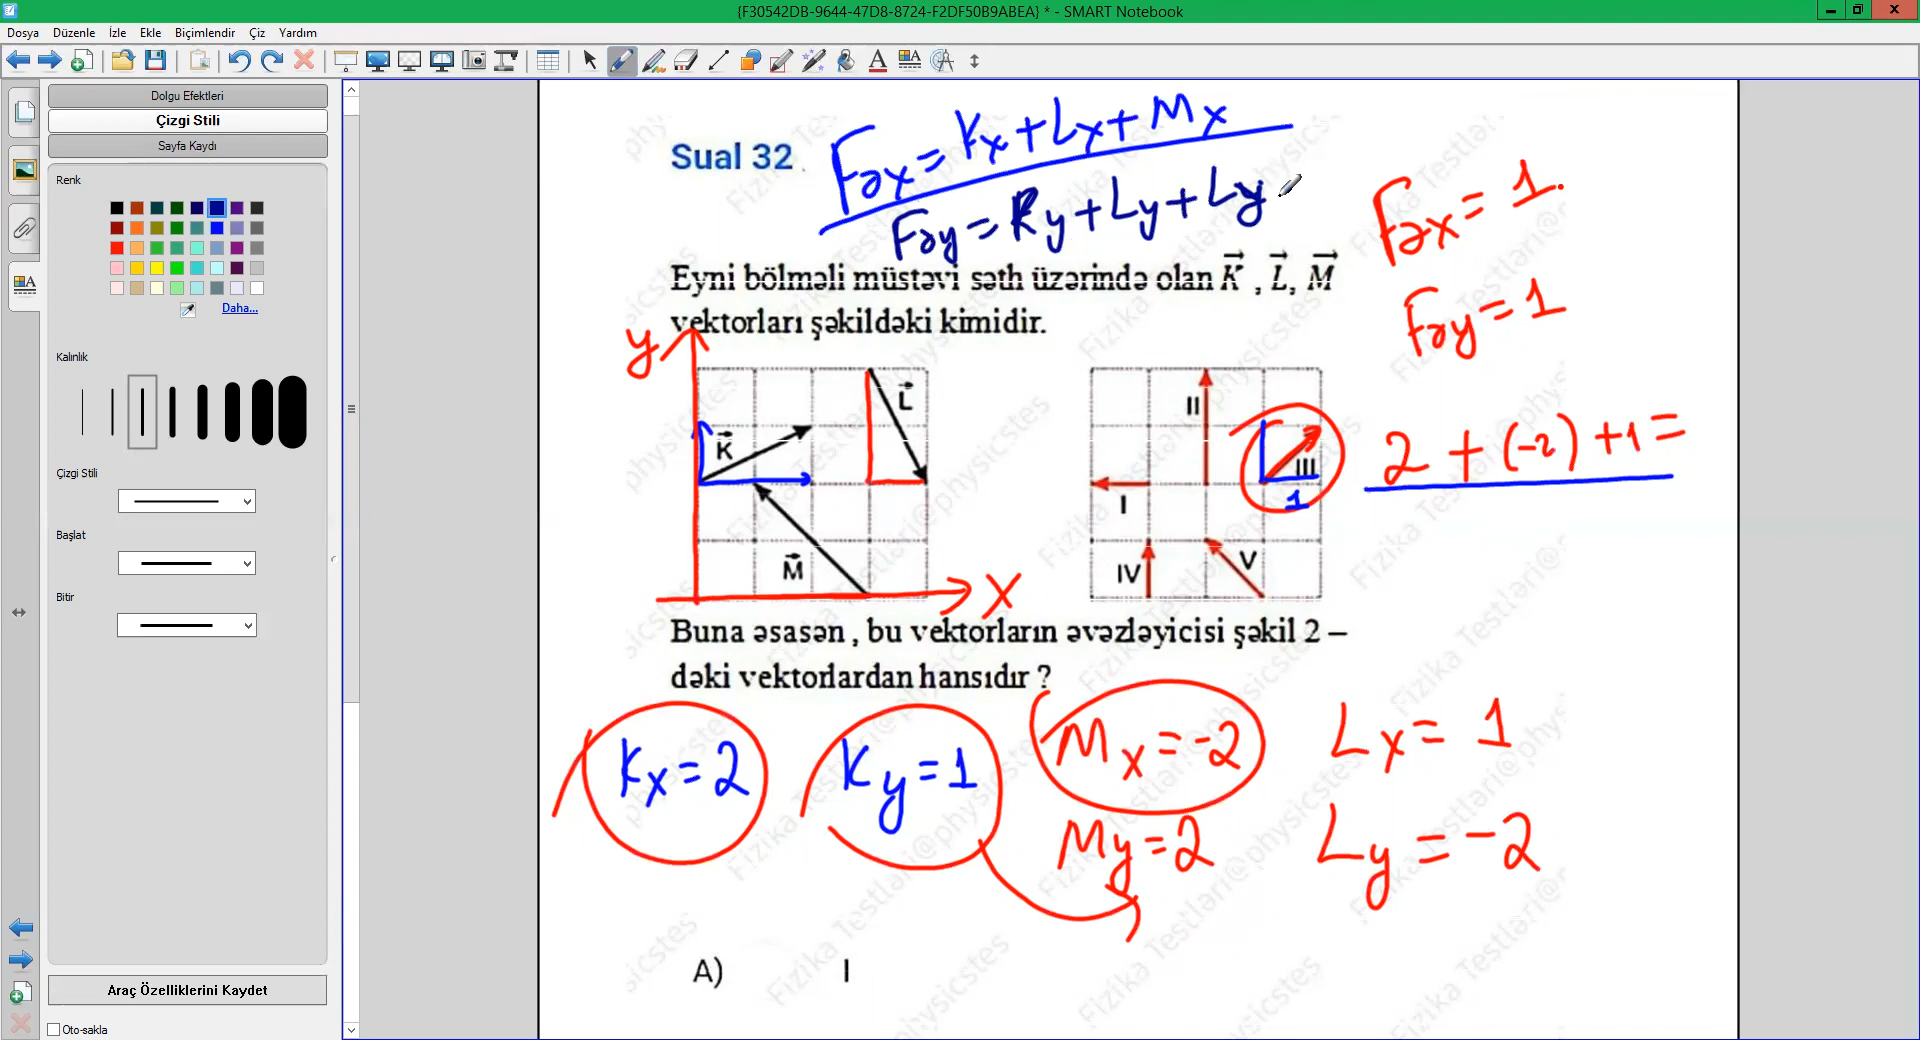 {F30542DB-9644-47D8-8724-F2DF50B9ABEA} * - SMART Notebook
Dosya Düzenle İzle Ekle Biçimlendir Çiz Yardım
Dolgu Efektleri
Çizgi Stili
Sayfa Kaydı
Renk
Daha...
Kalınlık
Çizgi Stili
Başlat
Bitir
Araç Özelliklerini Kaydet
Oto-sakla
Sual 32
Fəx = Kx + Lx + Mx
Fəy = Ky + Ly + Ly
Fəx = 1.
Fəy = 1
Eyni bölməli müstəvi səth üzərində olan K , L, M
vektorları şəkildəki kimidir.
y
K
L
M
X
I
II
III
1
IV
V
2 + (-2) + 1 =
Buna əsasən , bu vektorların əvəzləyicisi şəkil 2 –
dəki vektorlardan hansıdır ?
Kx = 2 Ky = 1 Mx = -2 Lx = 1
My = 2 Ly = -2
A) I
Fizika Testləri@physicstes